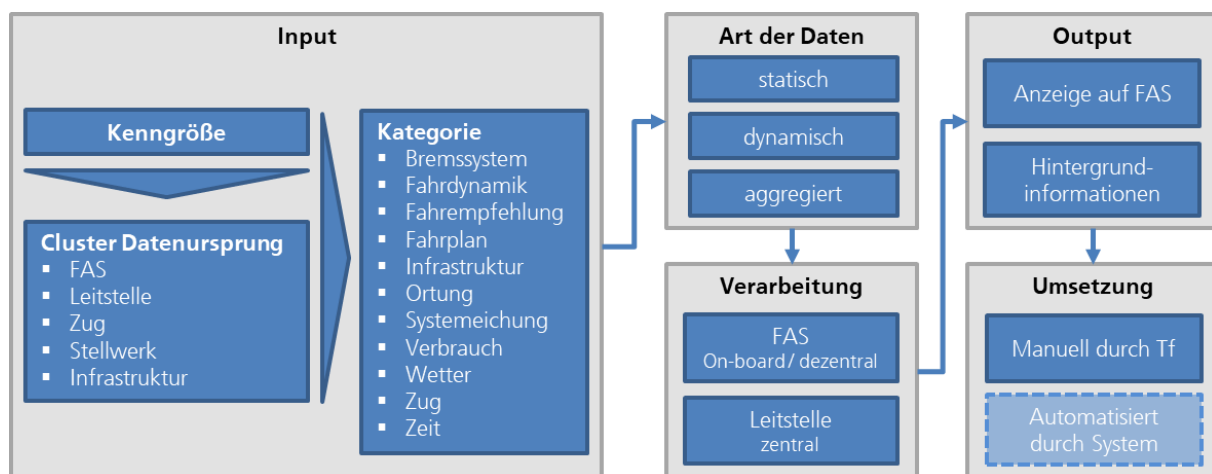 Input
Kenngröße
Cluster Datenursprung
▪ FAS
▪ Leitstelle
▪ Zug
▪ Stellwerk
▪ Infrastruktur
Kategorie
▪ Bremssystem
▪ Fahrdynamik
▪ Fahrempfehlung
▪ Fahrplan
▪ Infrastruktur
▪ Ortung
▪ Systemeichung
▪ Verbrauch
▪ Wetter
▪ Zug
▪ Zeit
Art der Daten
statisch
dynamisch
aggregiert
Verarbeitung
FAS
On-board / dezentral
Leitstelle
zentral
Output
Anzeige auf FAS
Hintergrund-
informationen
Umsetzung
Manuell durch Tf
Automatisiert
durch System